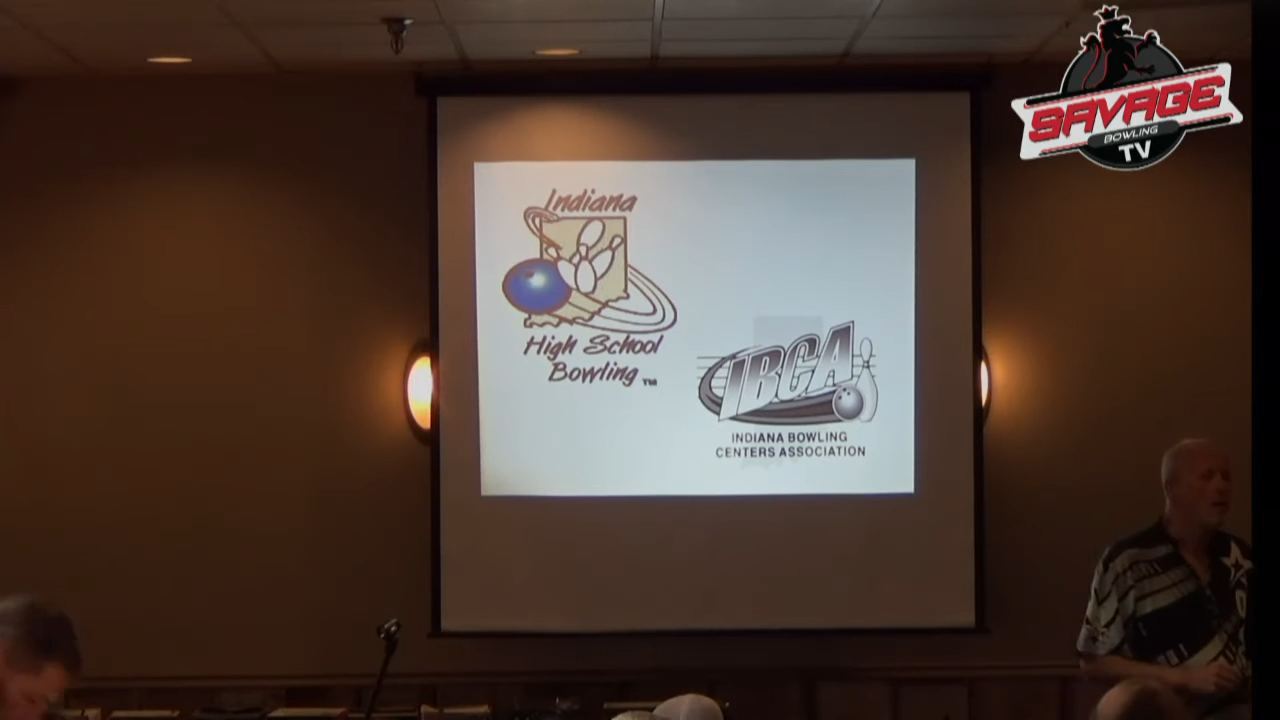 SAVAGE
BOWLING
TV
Indiana
High School
Bowling TM
IBCA
INDIANA BOWLING
CENTERS ASSOCIATION